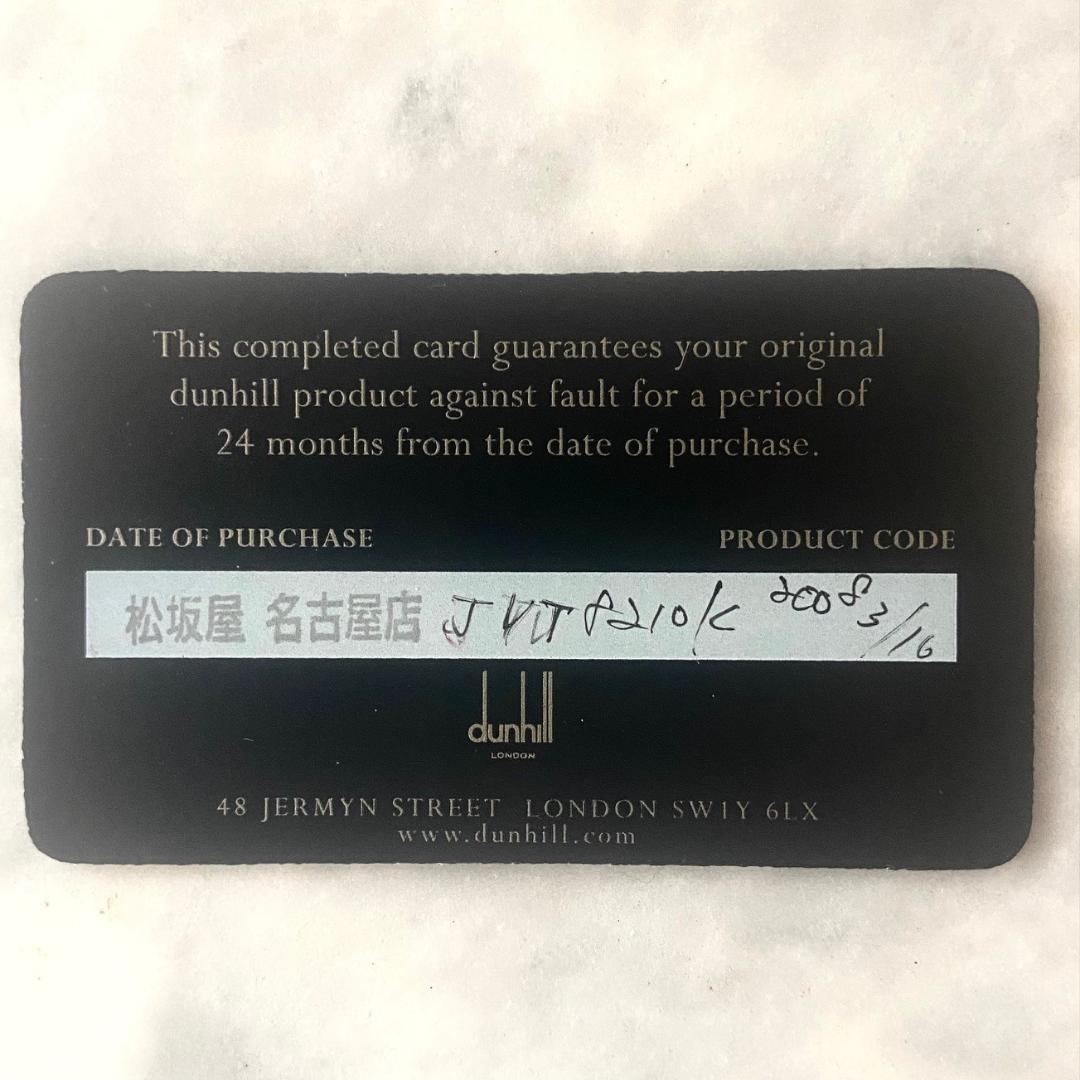 This completed card guarantees your original
dunhill product against fault for a period of
24 months from the date of purchase.
DATE OF PURCHASE PRODUCT CODE
松坂屋 名古屋店 JVT8210K 2008 3/16
dunhill
LONDON
48 JERMYN STREET LONDON SW1Y 6LX
www.dunhill.com